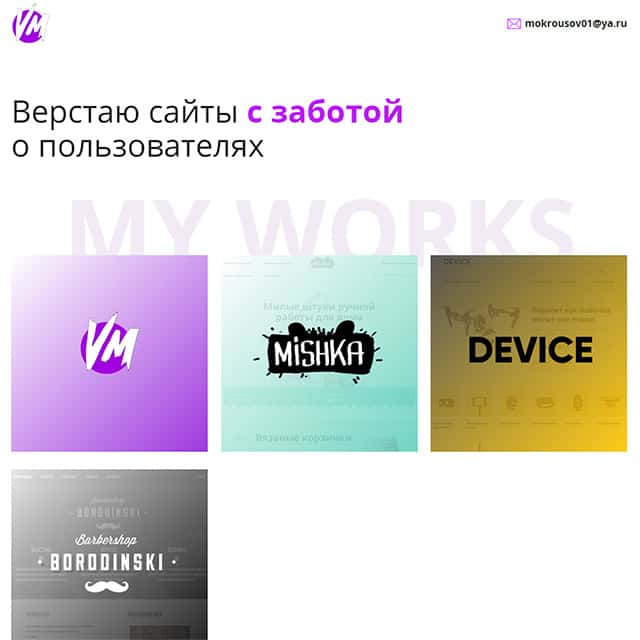 VM
mokrousov01@ya.ru
Верстаю сайты с заботой
о пользователях
MY WORKS
VM
Милые штуки ручной
работы для дома
MiSHKA
Вязаные корзинки
DEVICE
DEVICE
Barbershop
BORODINSKI
Barbershop
BORODINSKI